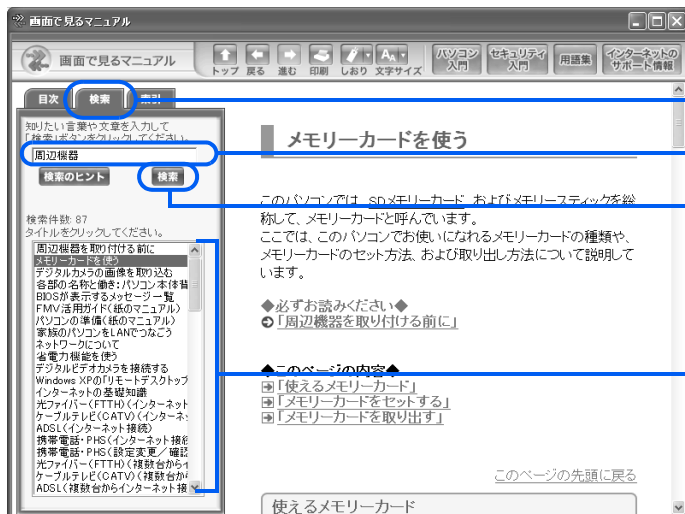 画面で見るマニュアル
画面で見るマニュアル
トップ 戻る 進む 印刷 しおり 文字サイズ
パソコン入門 セキュリティ入門 用語集 インターネットのサポート情報
目次 検索 索引
知りたい言葉や文章を入力して
「検索」ボタンをクリックしてください。
周辺機器
検索のヒント 検索
検索件数: 87
タイトルをクリックしてください。
周辺機器を取り付ける前に
メモリーカードを使う
デジタルカメラの画像を取り込む
各部の名称と働き:パソコン本体背
BIOSが表示するメッセージ一覧
FMV活用ガイド(紙のマニュアル)
パソコンの準備(紙のマニュアル)
家族のパソコンをLANでつなごう
ネットワークについて
省電力機能を使う
デジタルビデオカメラを接続する
Windows XPの「リモートデスクトップ
インターネットの基礎知識
光ファイバー(FTTH)(インターネット
ケーブルテレビ(CATV)(インターネ
ADSL(インターネット接続)
携帯電話・PHS(インターネット接続
携帯電話・PHS(設定変更/確認
光ファイバー(FTTH)(複数台から
ケーブルテレビ(CATV)(複数台か
ADSL(複数台からインターネット接
メモリーカードを使う
このパソコンでは、SDメモリーカード、およびメモリースティックを総
称して、メモリーカードと呼んでいます。
ここでは、このパソコンでお使いになれるメモリーカードの種類や、
メモリーカードのセット方法、および取り出し方法について説明して
います。
◆必ずお読みください◆
「周辺機器を取り付ける前に」
◆このページの内容◆
「使えるメモリーカード」
「メモリーカードをセットする」
「メモリーカードを取り出す」
このページの先頭に戻る
使えるメモリーカード